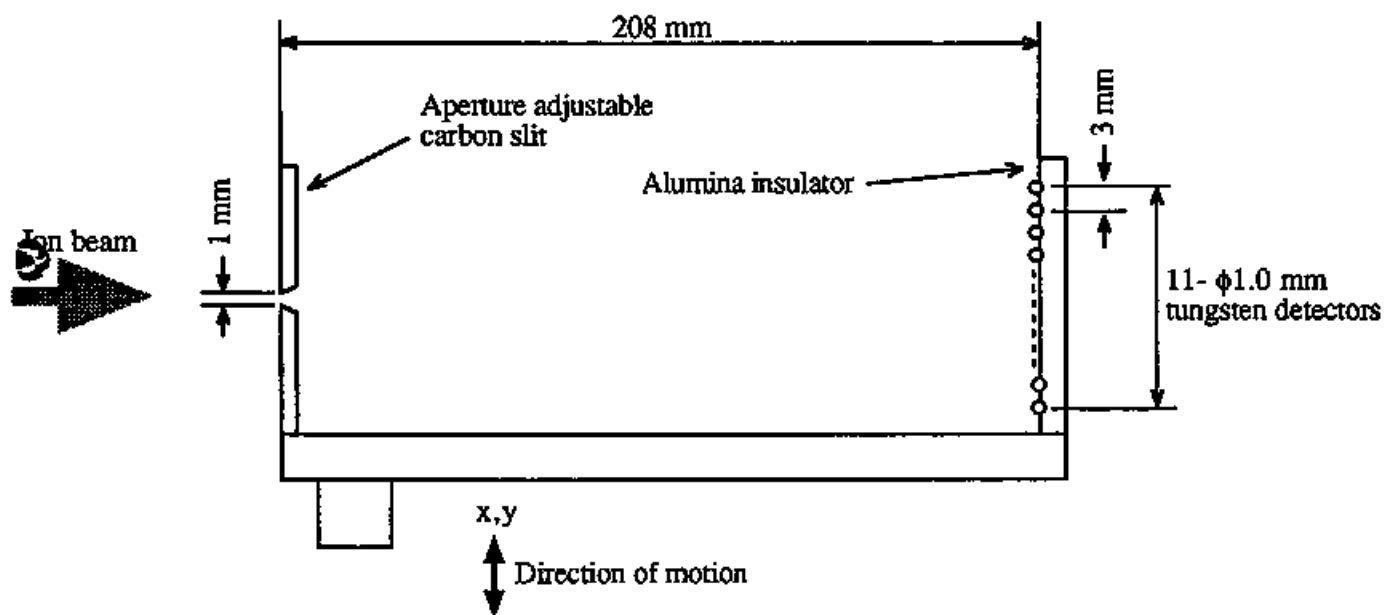 208 mm
Aperture adjustable
carbon slit
3 mm
Alumina insulator
1 mm
Ion beam
11- ϕ1.0 mm
tungsten detectors
x,y
Direction of motion